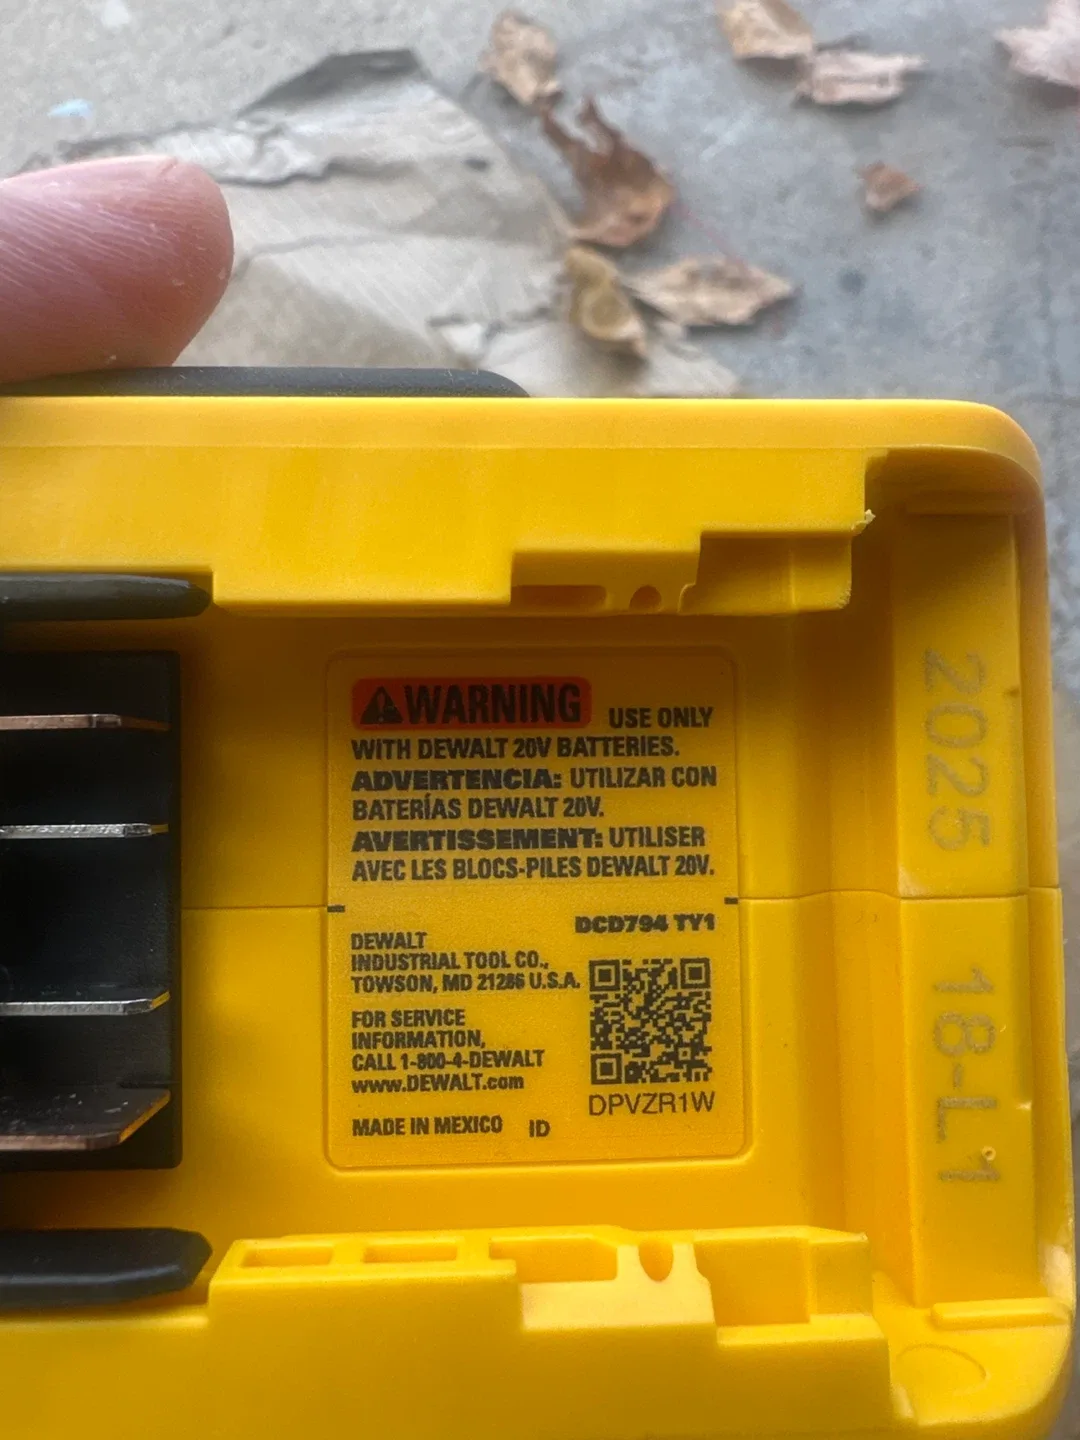 WARNING USE ONLY
WITH DEWALT 20V BATTERIES.
ADVERTENCIA: UTILIZAR CON
BATERÍAS DEWALT 20V.
AVERTISSEMENT: UTILISER
AVEC LES BLOCS-PILES DEWALT 20V.
DCD794 TY1
DEWALT
INDUSTRIAL TOOL CO.,
TOWSON, MD 21286 U.S.A.
FOR SERVICE
INFORMATION,
CALL 1-800-4-DEWALT
www.DEWALT.com
DPVZR1W
MADE IN MEXICO ID
2025 18-L1